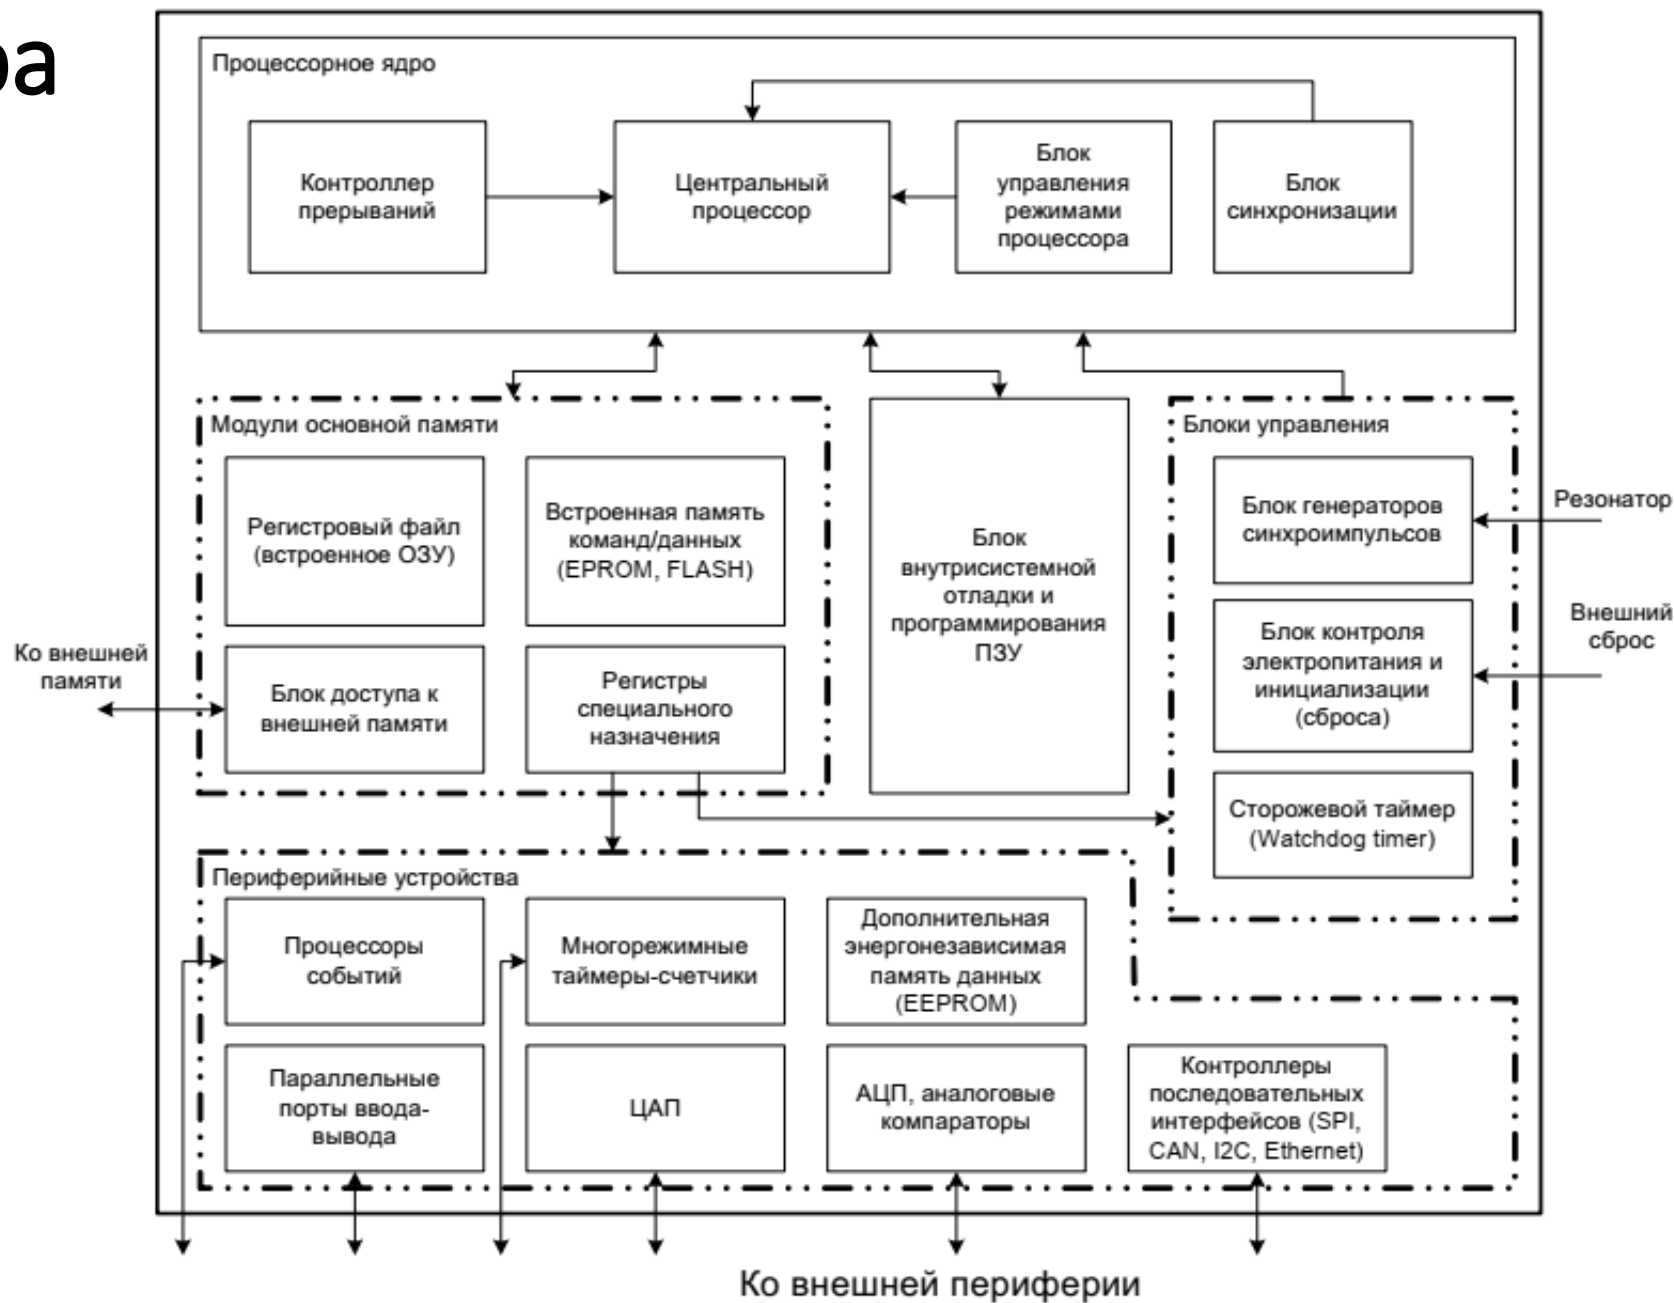 ра
Процессорное ядро
Контроллер
прерываний
Центральный
процессор
Блок
управления
режимами
процессора
Блок
синхронизации
Модули основной памяти
Регистровый файл
(встроенное ОЗУ)
Встроенная память
команд/данных
(EPROM, FLASH)
Блок доступа к
внешней памяти
Регистры
специального
назначения
Ко внешней
памяти
Блок
внутрисистемной
отладки и
программирования
ПЗУ
Блоки управления
Блок генераторов
синхроимпульсов
Резонатор
Блок контроля
электропитания и
инициализации
(сброса)
Внешний
сброс
Сторожевой таймер
(Watchdog timer)
Периферийные устройства
Процессоры
событий
Многорежимные
таймеры-счетчики
Дополнительная
энергонезависимая
память данных
(EEPROM)
Параллельные
порты ввода-
вывода
ЦАП
АЦП, аналоговые
компараторы
Контроллеры
последовательных
интерфейсов (SPI,
CAN, I2C, Ethernet)
Ко внешней периферии